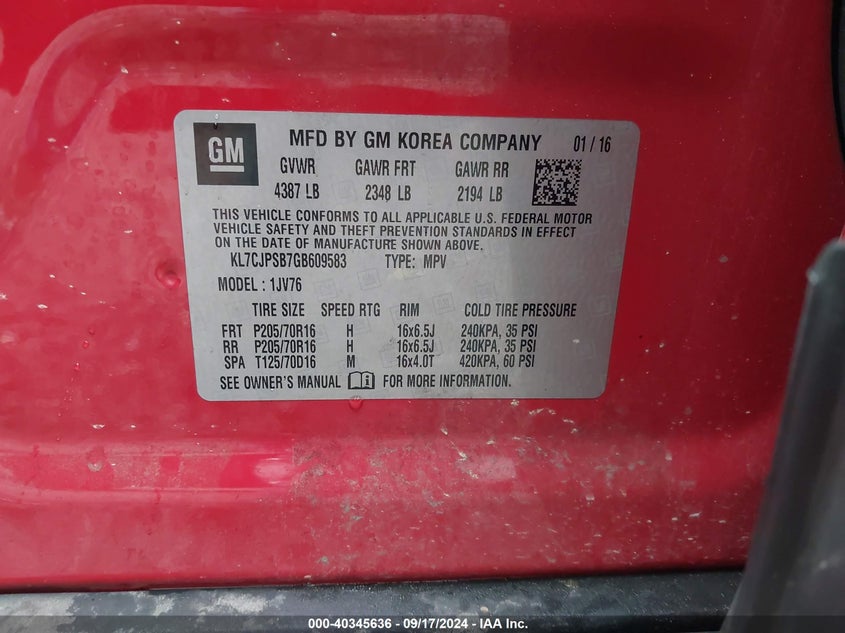 GM MFD BY GM KOREA COMPANY 01 / 16
GVWR GAWR FRT GAWR RR
4387 LB 2348 LB 2194 LB
THIS VEHICLE CONFORMS TO ALL APPLICABLE U.S. FEDERAL MOTOR
VEHICLE SAFETY AND THEFT PREVENTION STANDARDS IN EFFECT
ON THE DATE OF MANUFACTURE SHOWN ABOVE.
KL7CJPSB7GB609583 TYPE: MPV
MODEL : 1JV76
TIRE SIZE SPEED RTG RIM COLD TIRE PRESSURE
FRT P205/70R16 H 16x6.5J 240KPA, 35 PSI
RR P205/70R16 H 16x6.5J 240KPA, 35 PSI
SPA T125/70D16 M 16x4.0T 420KPA, 60 PSI
SEE OWNER'S MANUAL FOR MORE INFORMATION.
000-40345636 - 09/17/2024 - IAA Inc.